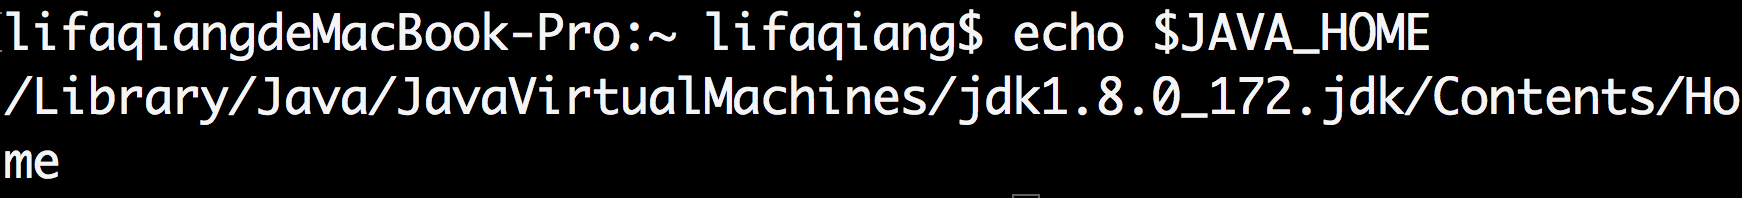 lifaqiangdeMacBook-Pro:~ lifaqiang$ echo $JAVA_HOME
/Library/Java/JavaVirtualMachines/jdk1.8.0_172.jdk/Contents/Ho
me